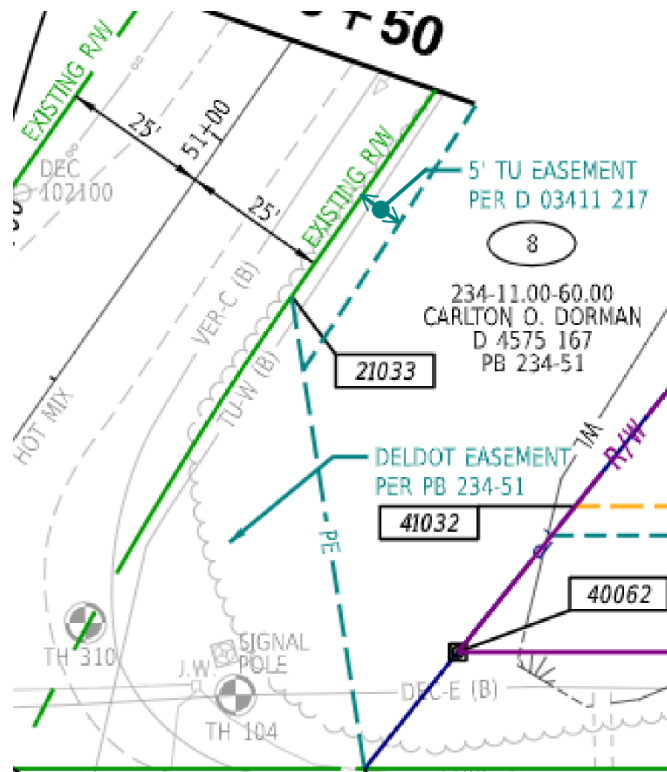 +50
EXISTING R/W
25'
51+00
DEC
102100
EXISTING R/W
5' TU EASEMENT
PER D 03411 217
25'
8
VER-C (B)
234-11.00-60.00
CARLTON O. DORMAN
D 4575 167
PB 234-51
21033
TU-W (B)
HOT MIX
WL
R/W
DELDOT EASEMENT
PER PB 234-51
41032
PE
40062
TH 310
SIGNAL
POLE
J.W.
DEC-E (B)
TH 104